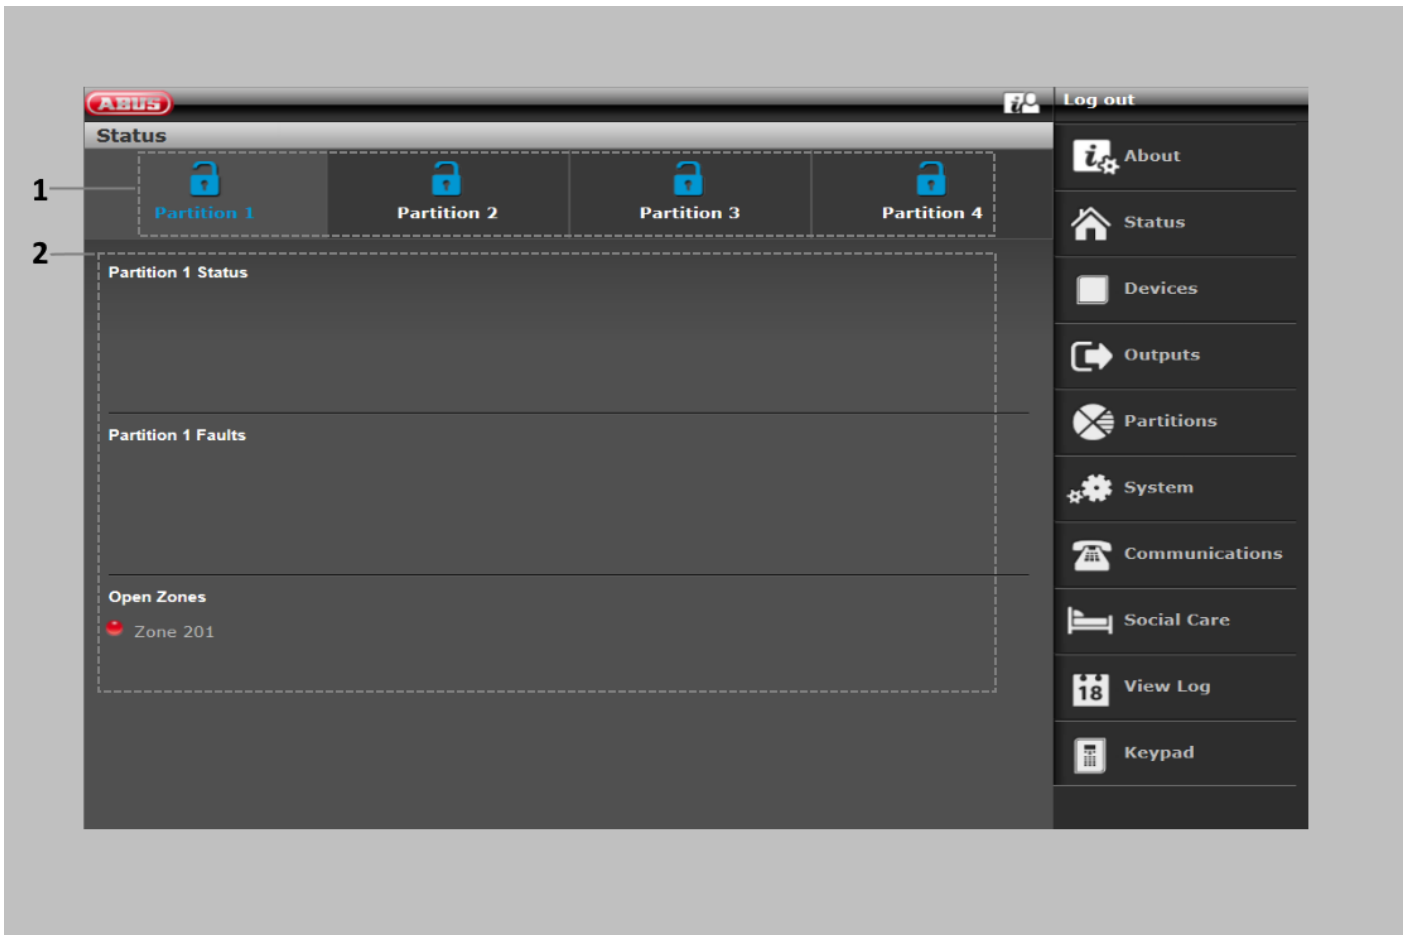 ABUS
Log out
Status
1
Partition 1
Partition 2
Partition 3
Partition 4
2
Partition 1 Status
Partition 1 Faults
Open Zones
Zone 201
About
Status
Devices
Outputs
Partitions
System
Communications
Social Care
18
View Log
Keypad